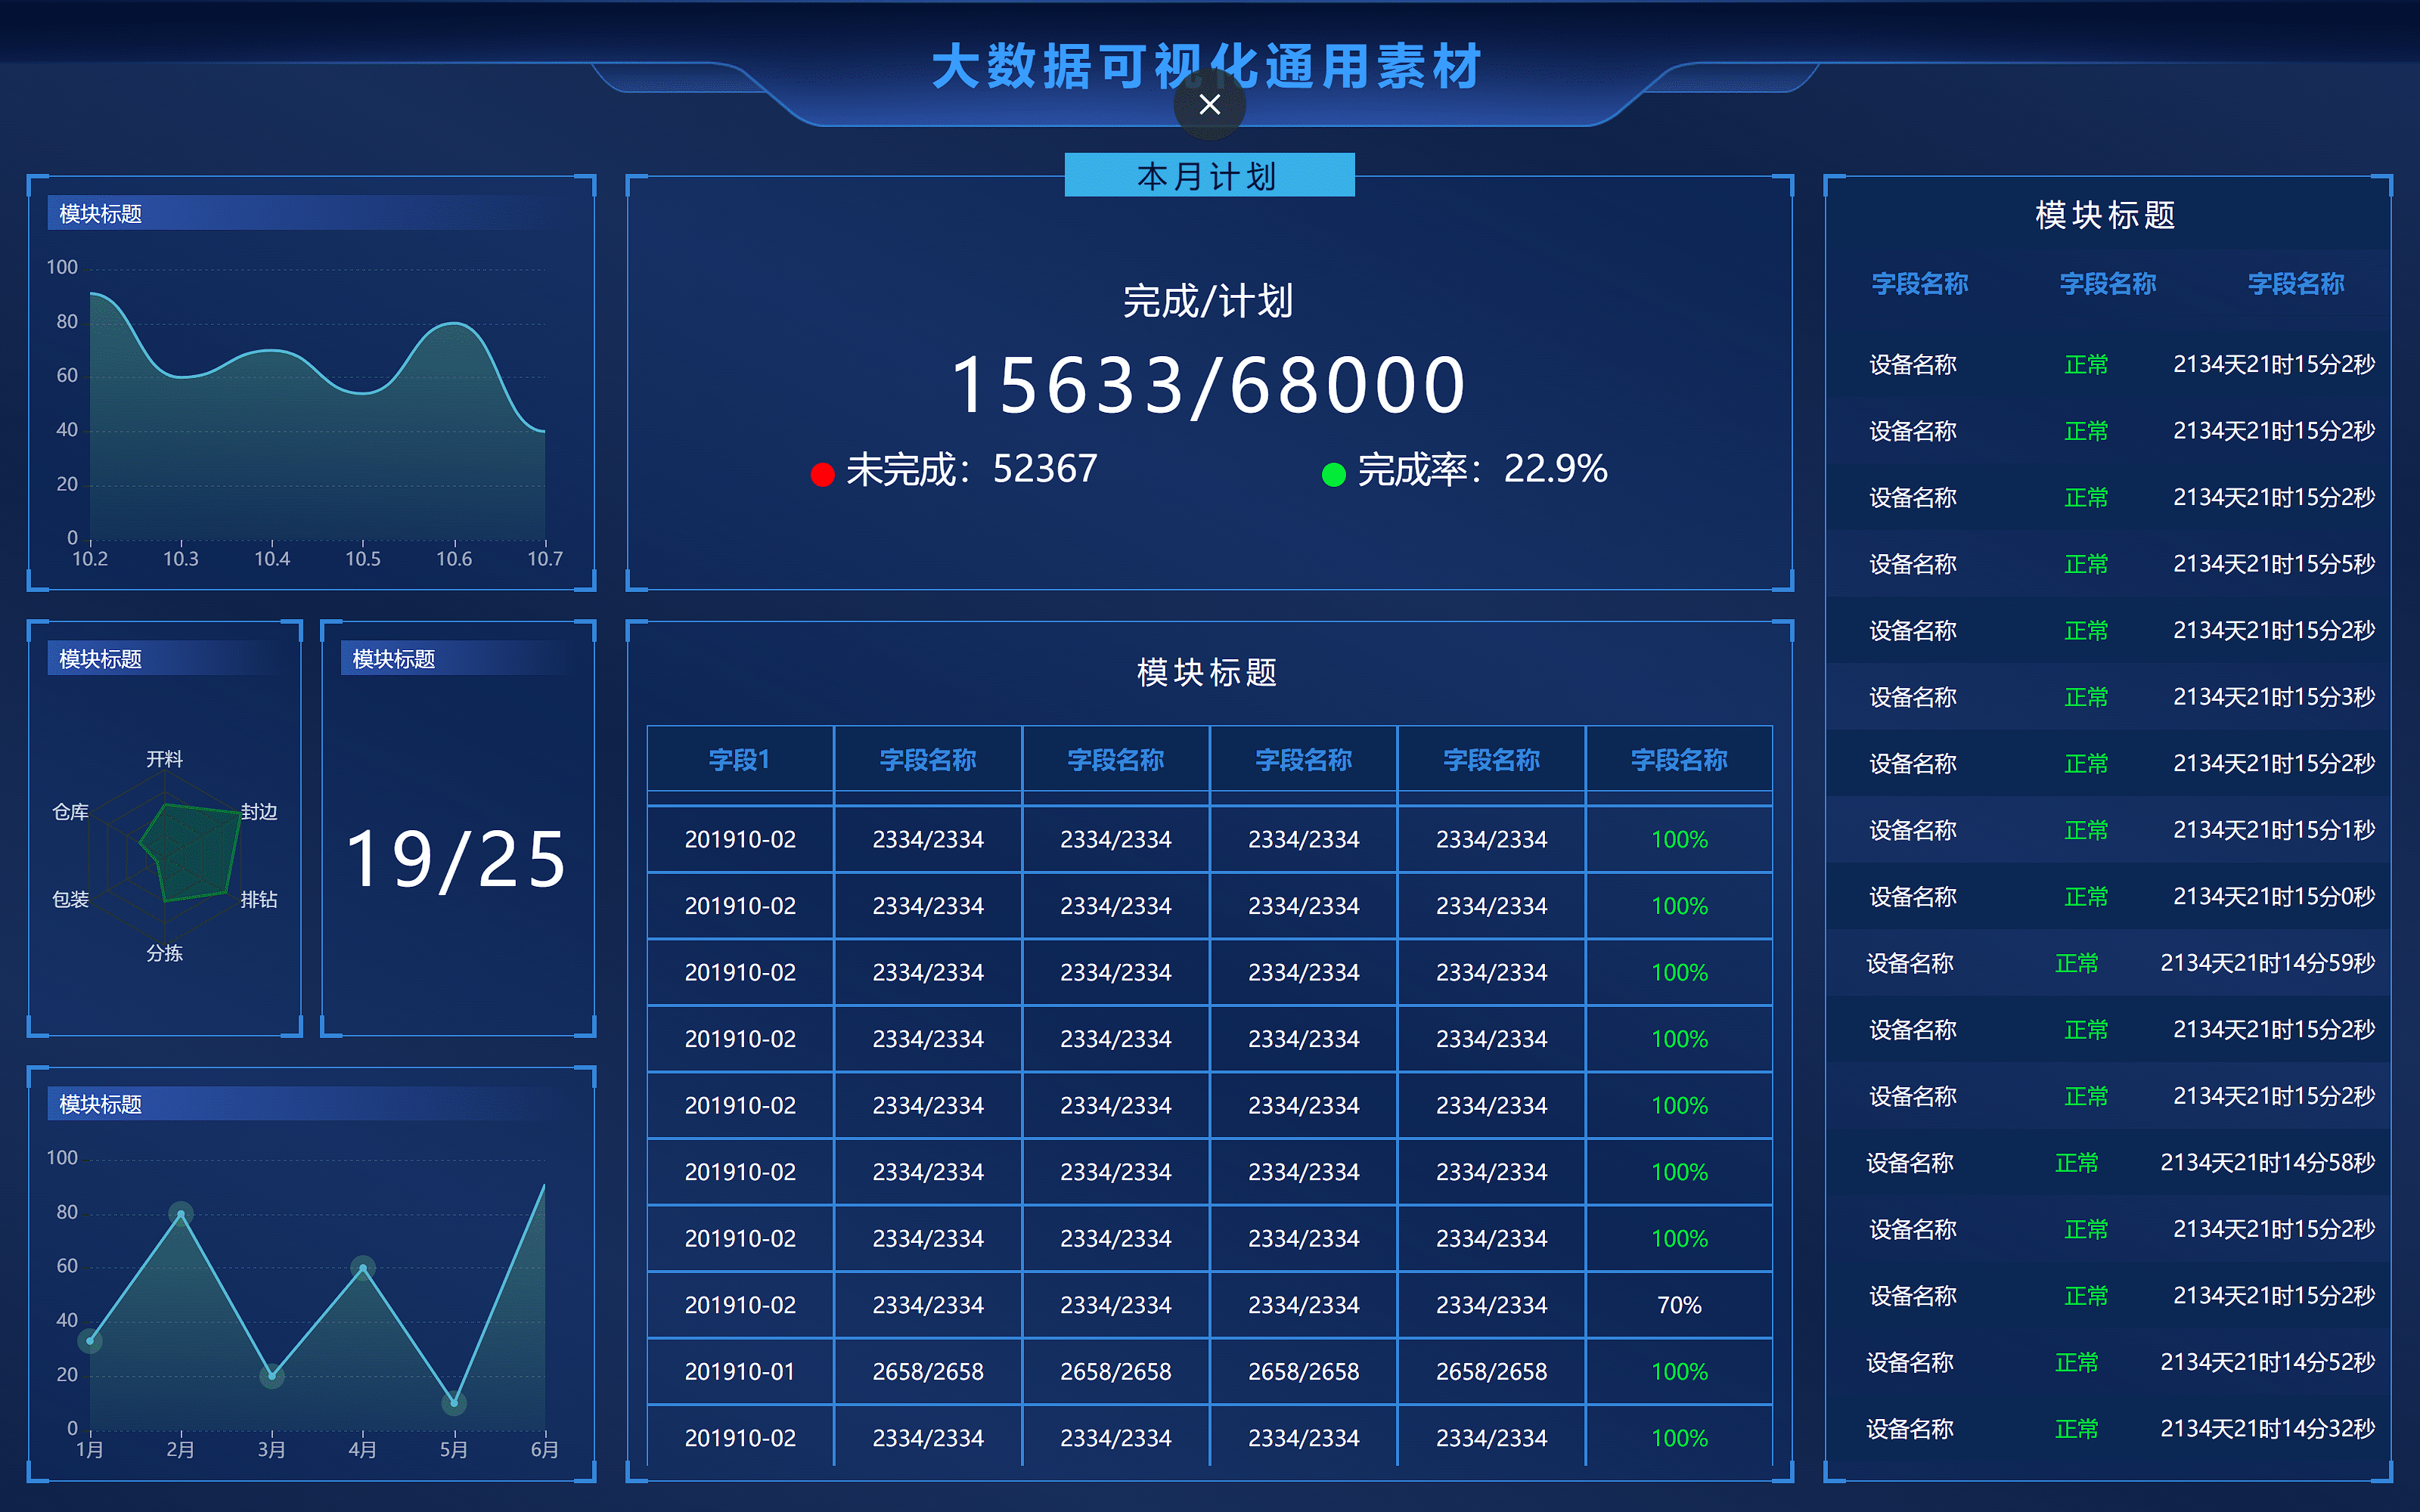 大数据可视化通用素材
模块标题
100
80
60
40
20
0
10.2 10.3 10.4 10.5 10.6 10.7
模块标题
开料
仓库 封边
包装 排钻
分拣
模块标题
19/25
模块标题
100
80
60
40
20
0
1月 2月 3月 4月 5月 6月
本月计划
完成/计划
15633/68000
未完成：52367 完成率：22.9%
模块标题
字段1 字段名称 字段名称 字段名称 字段名称 字段名称
201910-02 2334/2334 2334/2334 2334/2334 2334/2334 100%
201910-02 2334/2334 2334/2334 2334/2334 2334/2334 100%
201910-02 2334/2334 2334/2334 2334/2334 2334/2334 100%
201910-02 2334/2334 2334/2334 2334/2334 2334/2334 100%
201910-02 2334/2334 2334/2334 2334/2334 2334/2334 100%
201910-02 2334/2334 2334/2334 2334/2334 2334/2334 100%
201910-02 2334/2334 2334/2334 2334/2334 2334/2334 100%
201910-02 2334/2334 2334/2334 2334/2334 2334/2334 70%
201910-01 2658/2658 2658/2658 2658/2658 2658/2658 100%
201910-02 2334/2334 2334/2334 2334/2334 2334/2334 100%
模块标题
字段名称 字段名称 字段名称
设备名称 正常 2134天21时15分2秒
设备名称 正常 2134天21时15分2秒
设备名称 正常 2134天21时15分2秒
设备名称 正常 2134天21时15分5秒
设备名称 正常 2134天21时15分2秒
设备名称 正常 2134天21时15分3秒
设备名称 正常 2134天21时15分2秒
设备名称 正常 2134天21时15分1秒
设备名称 正常 2134天21时15分0秒
设备名称 正常 2134天21时14分59秒
设备名称 正常 2134天21时15分2秒
设备名称 正常 2134天21时15分2秒
设备名称 正常 2134天21时14分58秒
设备名称 正常 2134天21时15分2秒
设备名称 正常 2134天21时15分2秒
设备名称 正常 2134天21时14分52秒
设备名称 正常 2134天21时14分32秒